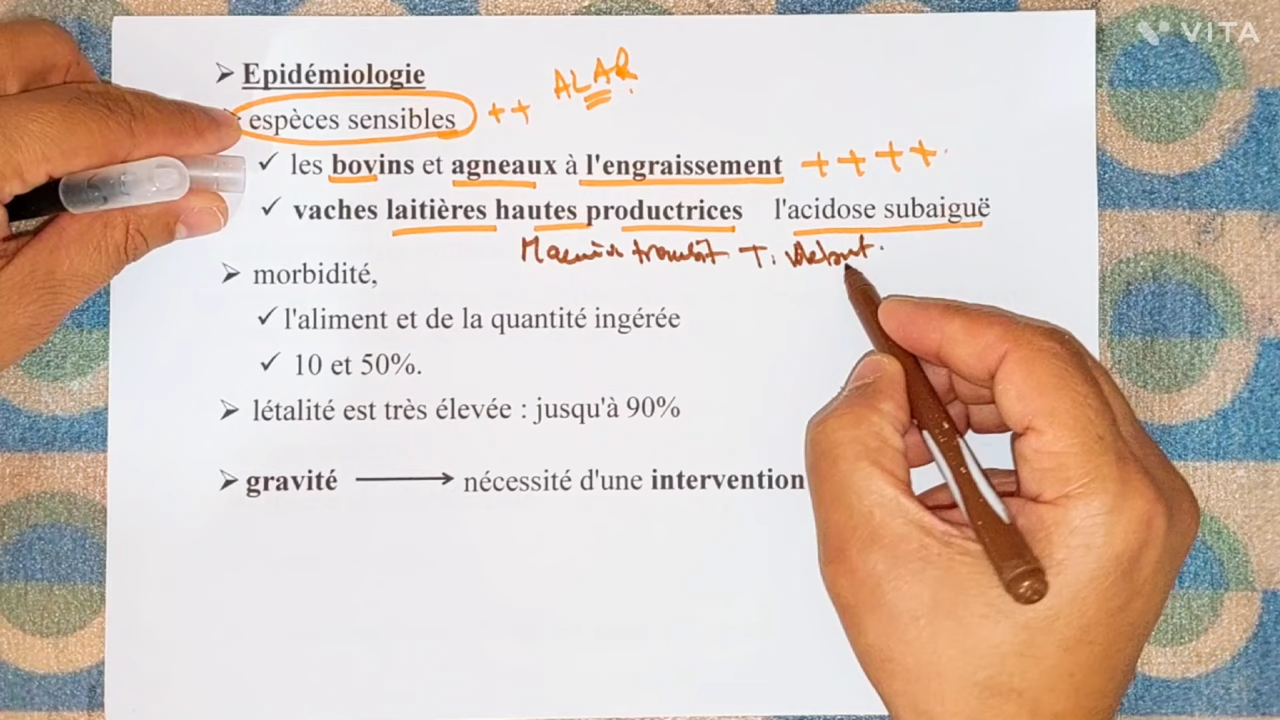 VITA
➤ Epidémiologie
espèces sensibles ++ ALAR
✓ les bovins et agneaux à l'engraissement ++++
✓ vaches laitières hautes productrices l'acidose subaiguë
➤ morbidité,
✓ l'aliment et de la quantité ingérée
✓ 10 et 50%.
➤ létalité est très élevée : jusqu'à 90%
➤ gravité ⟶ nécessité d'une intervention